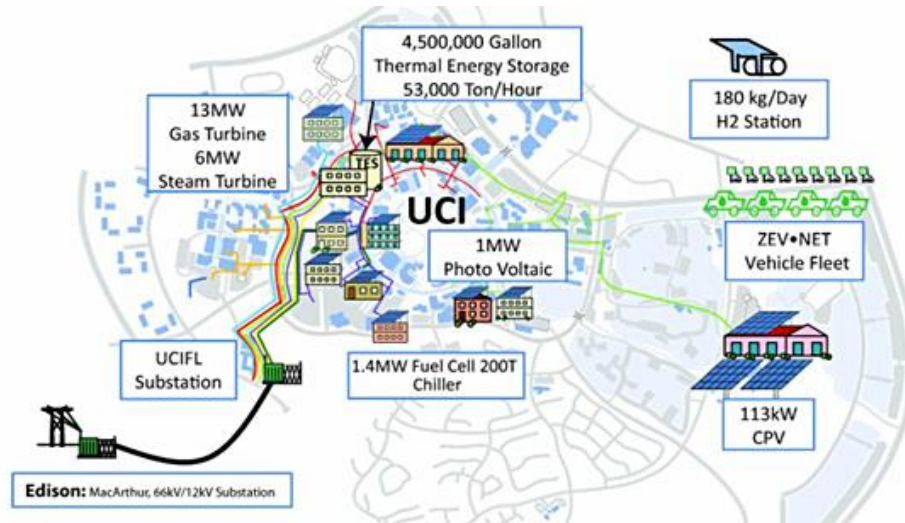 4,500,000 Gallon
Thermal Energy Storage
53,000 Ton/Hour
180 kg/Day
H2 Station
13MW
Gas Turbine
6MW
Steam Turbine
TES
UCI
ZEV•NET
Vehicle Fleet
1MW
Photo Voltaic
UCIFL
Substation
1.4MW Fuel Cell 200T
Chiller
113kW
CPV
Edison: MacArthur, 66kV/12kV Substation